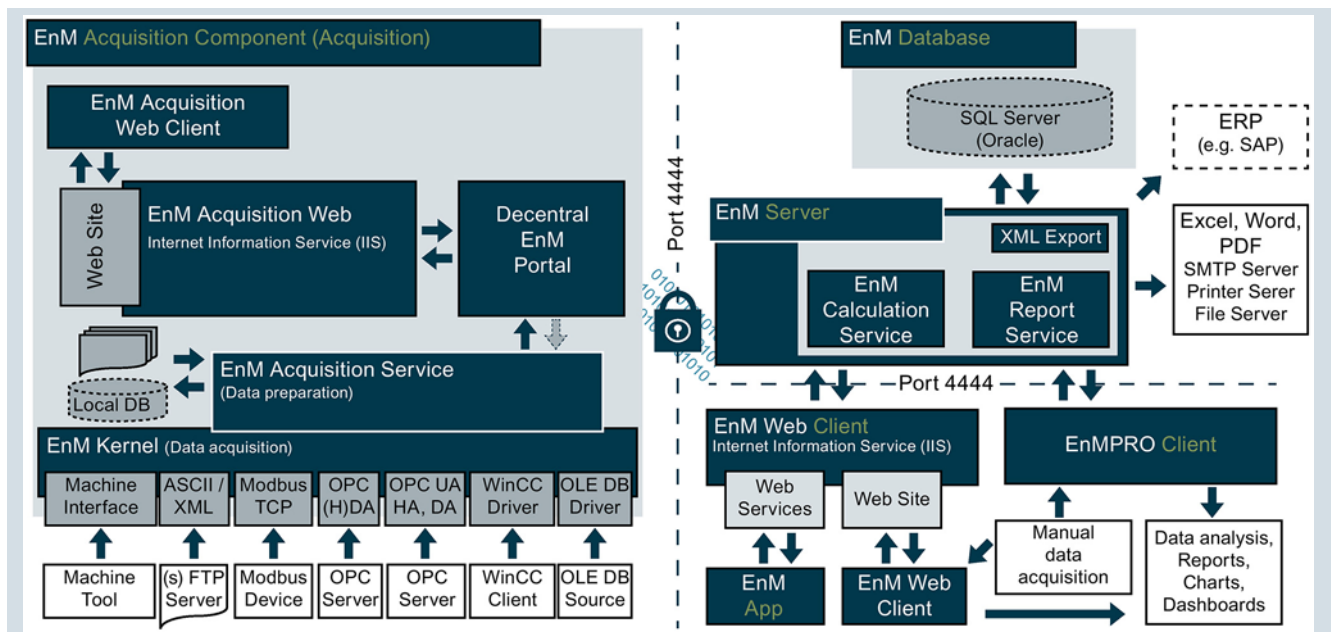 EnM Acquisition Component (Acquisition)
EnM Acquisition
Web Client
Web Site
EnM Acquisition Web
Internet Information Service (IIS)
Decentral
EnM
Portal
Local DB
EnM Acquisition Service
(Data preparation)
EnM Kernel (Data acquisition)
Machine
Interface
ASCII /
XML
Modbus
TCP
OPC
(H)DA
OPC UA
HA, DA
WinCC
Driver
OLE DB
Driver
Machine
Tool
(s) FTP
Server
Modbus
Device
OPC
Server
OPC
Server
WinCC
Client
OLE DB
Source
Port 4444
EnM Database
SQL Server
(Oracle)
ERP
(e.g. SAP)
EnM Server
XML Export
EnM
Calculation
Service
EnM
Report
Service
Excel, Word,
PDF
SMTP Server
Printer Serer
File Server
Port 4444
EnM Web Client
Internet Information Service (IIS)
Web
Services
Web Site
EnM
App
EnM Web
Client
EnMPRO Client
Manual
data
acquisition
Data analysis,
Reports,
Charts,
Dashboards